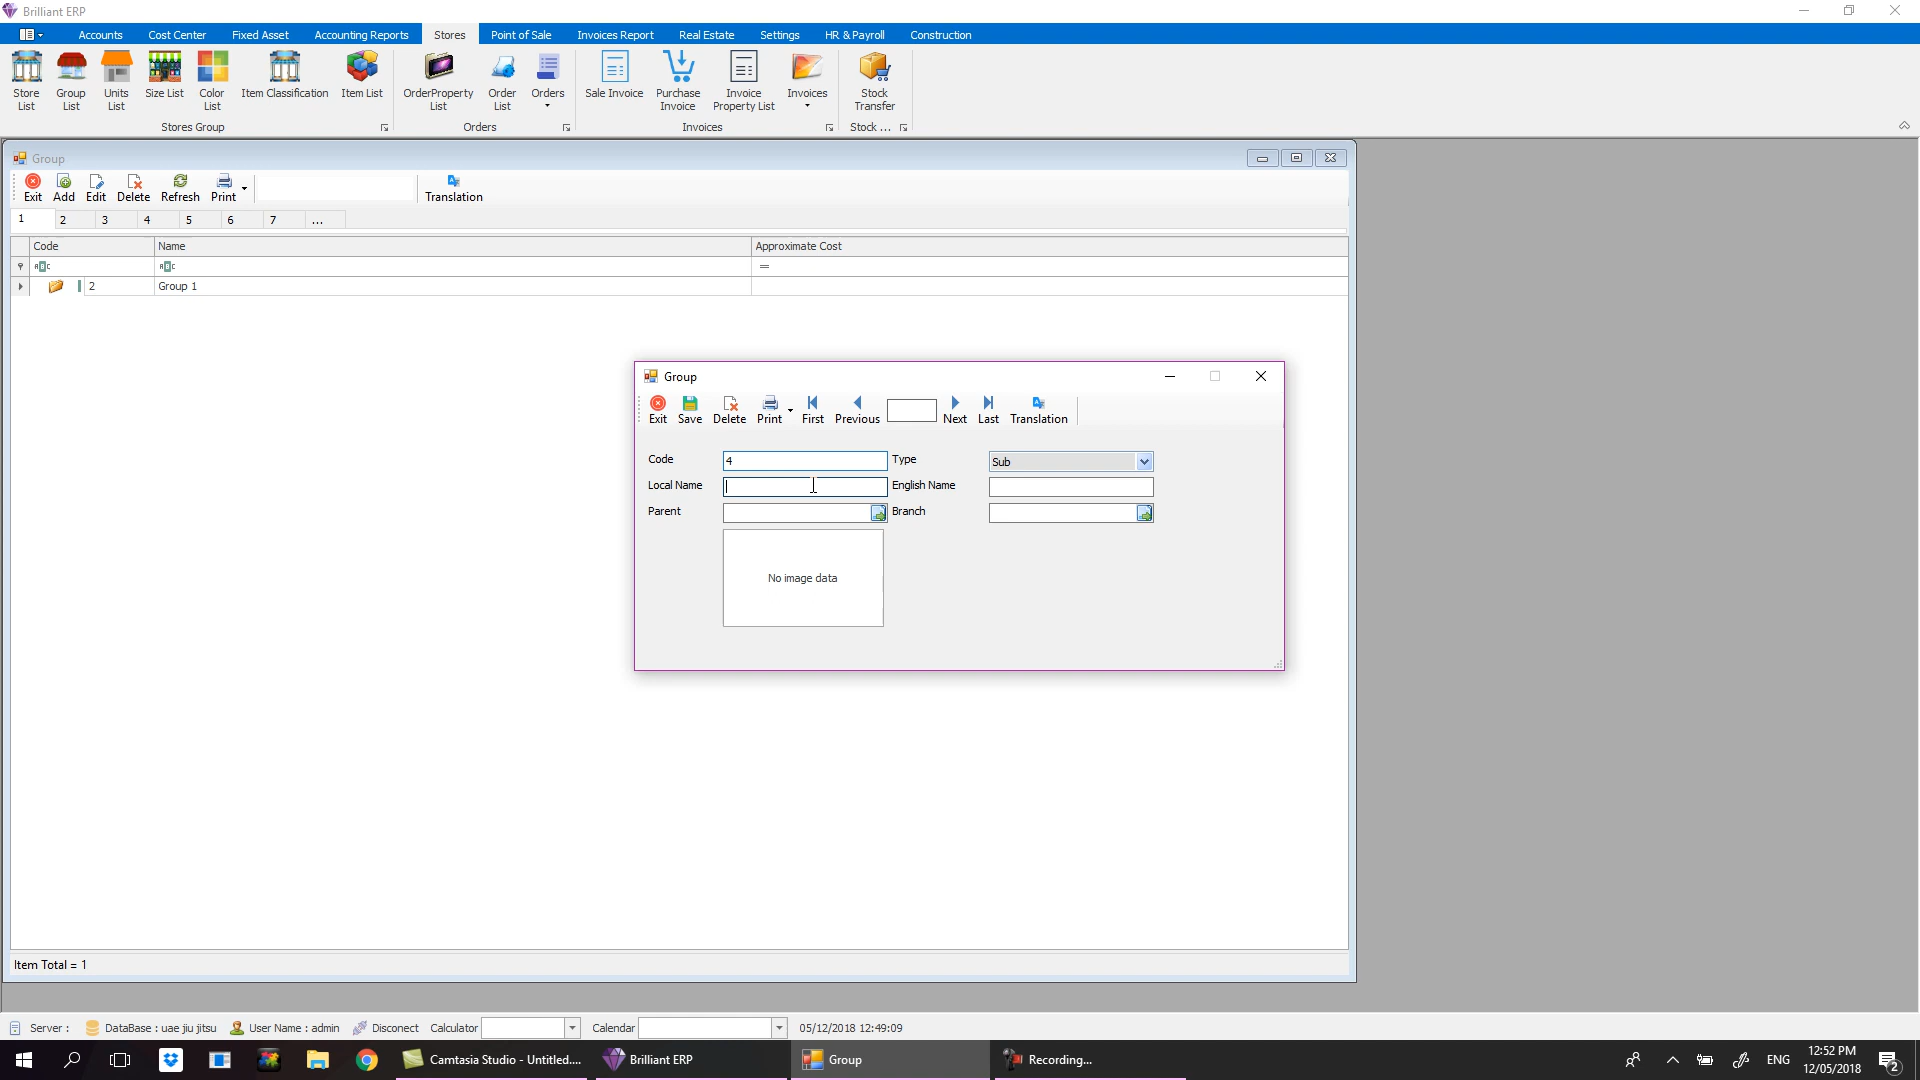 Brilliant ERP
Accounts Cost Center Fixed Asset Accounting Reports Stores Point of Sale Invoices Report Real Estate Settings HR & Payroll Construction
Store List
Group List
Units List
Size List
Color List
Item Classification
Item List
OrderProperty List
Order List
Orders
Sale Invoice
Purchase Invoice
Invoice Property List
Invoices
Stock Transfer
Stores Group Orders Invoices Stock ...
Group
Exit Add Edit Delete Refresh Print Translation
1 2 3 4 5 6 7 ...
Code Name Approximate Cost
=
2 Group 1
Group
Exit Save Delete Print First Previous Next Last Translation
Code 4 Type Sub
Local Name English Name
Parent Branch
No image data
Item Total = 1
Server : DataBase : uae jiu jitsu User Name : admin Disconnect Calculator Calendar 05/12/2018 12:49:09
Camtasia Studio - Untitled.... Brilliant ERP Group Recording... ENG 12:52 PM
12/05/2018 2